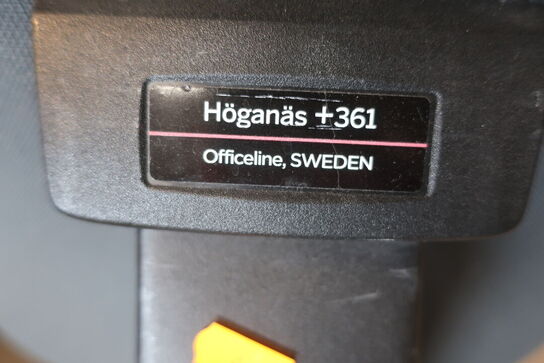 Höganäs +361
Officeline, SWEDEN